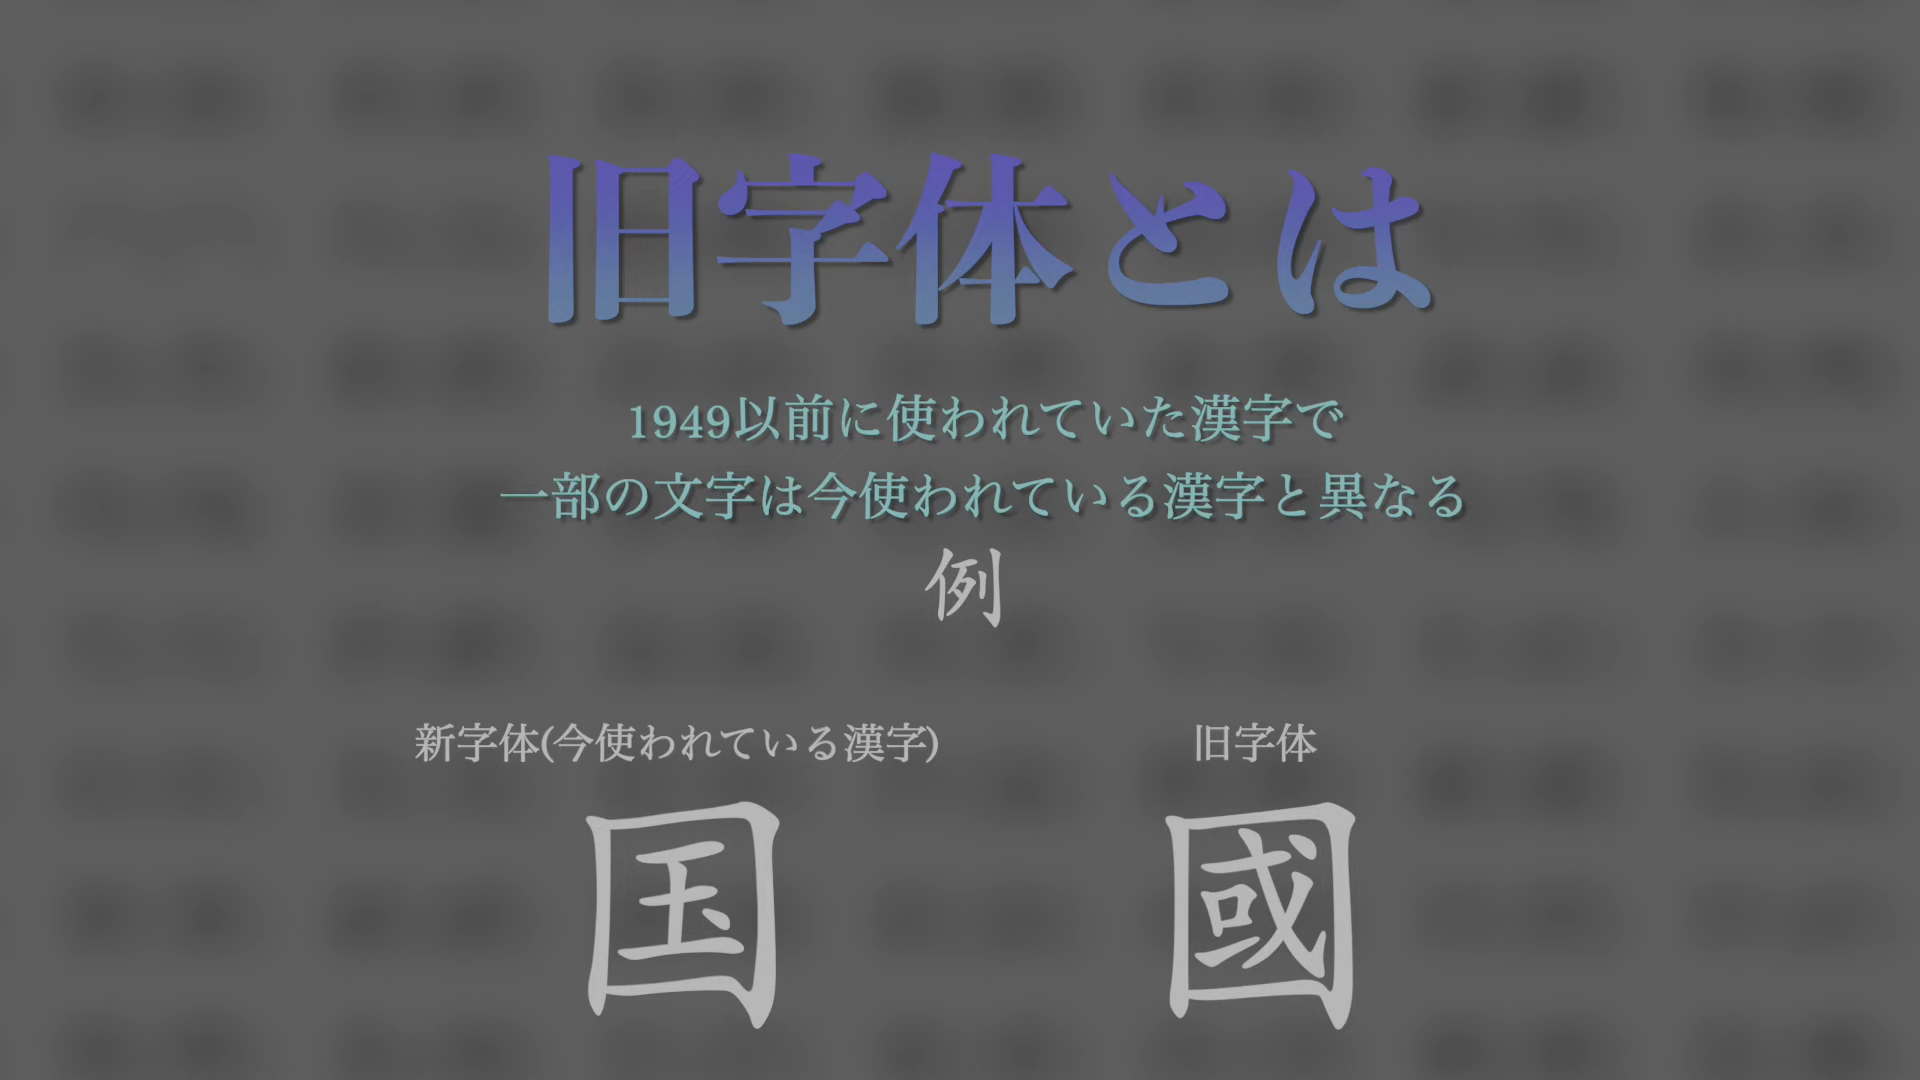 旧字体とは
1949以前に使われていた漢字で
一部の文字は今使われている漢字と異なる
例
新字体(今使われている漢字)
旧字体
国
國